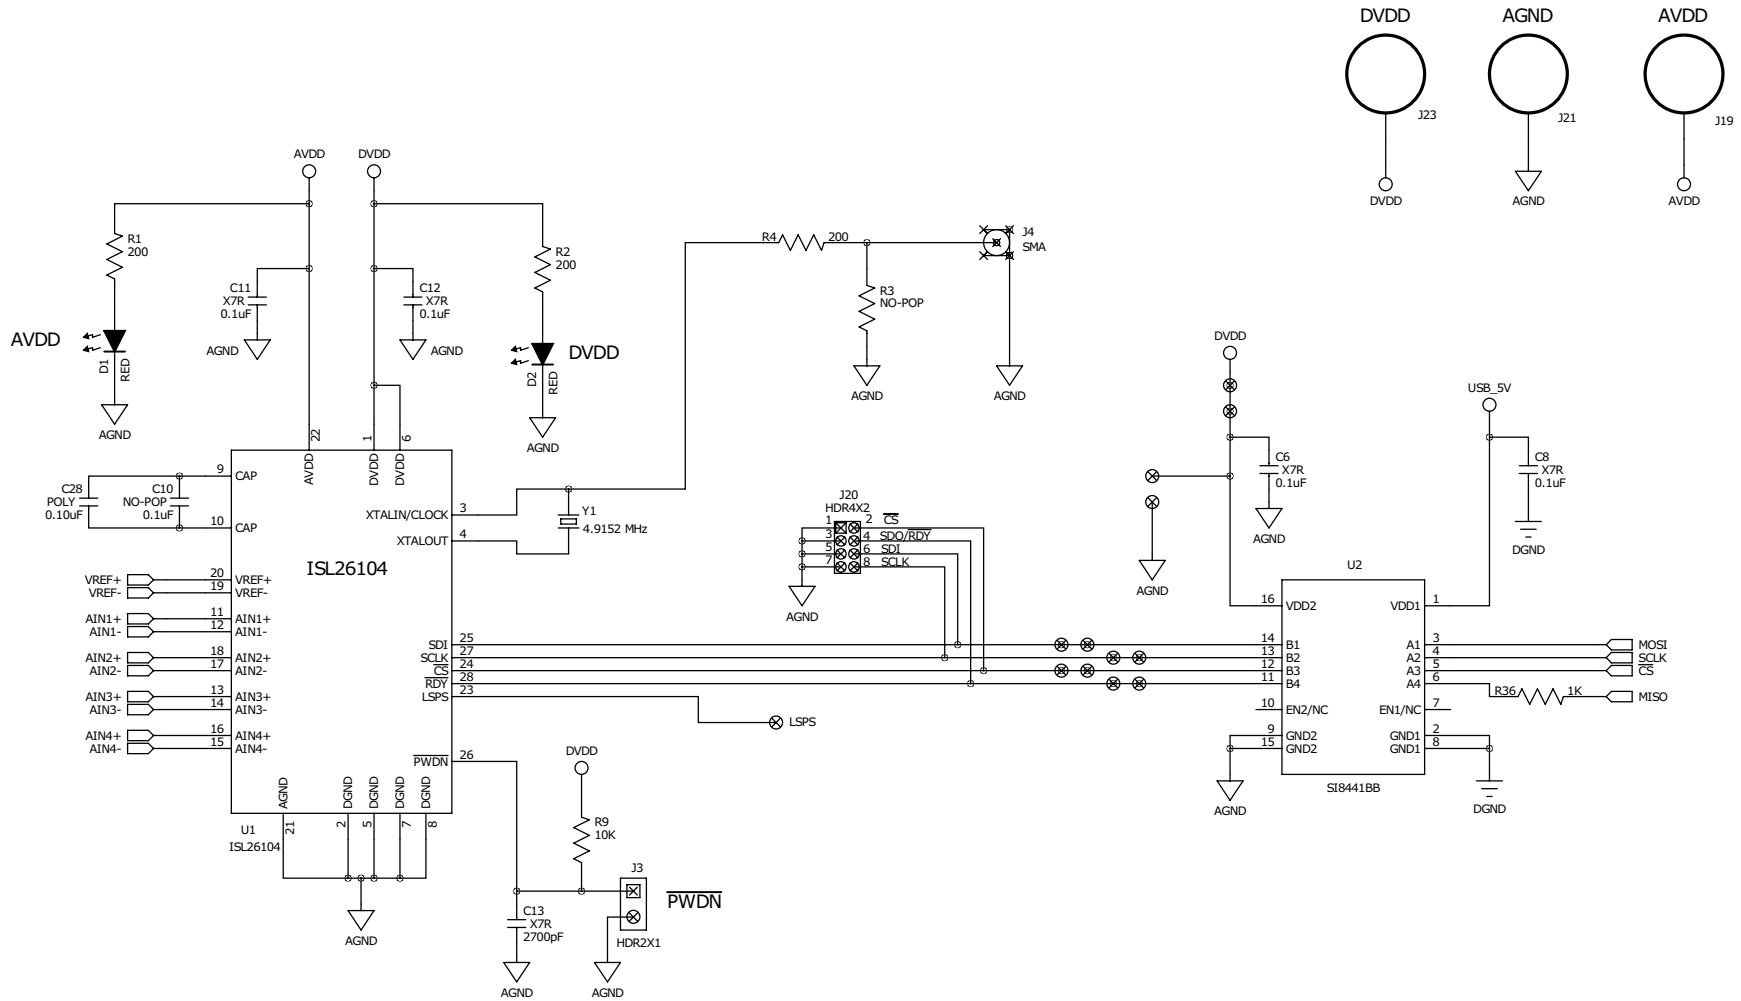 DVDD
AGND
AVDD
J23
J21
J19
DVDD
AGND
AVDD
AVDD
DVDD
R1
200
C11
X7R
0.1uF
AGND
C12
X7R
0.1uF
AGND
R2
200
AVDD
D1
RED
AGND
D2
RED
DVDD
AGND
R4
200
J4
SMA
R3
NO-POP
AGND
AGND
22
1
6
AVDD
DVDD
DVDD
9
CAP
C28
POLY
0.10uF
C10
NO-POP
0.1uF
10
CAP
XTALIN/CLOCK
3
XTALOUT
4
Y1
4.9152 MHz
ISL26104
VREF+
20
VREF+
VREF-
19
VREF-
AIN1+
11
AIN1+
AIN1-
12
AIN1-
AIN2+
18
AIN2+
AIN2-
17
AIN2-
AIN3+
13
AIN3+
AIN3-
14
AIN3-
AIN4+
16
AIN4+
AIN4-
15
AIN4-
SDI
25
SCLK
27
CS
24
RDY
28
LSPS
23
LSPS
PWDN
26
AGND
DGND
DGND
DGND
DGND
21
2
5
7
8
U1
ISL26104
AGND
DVDD
R9
10K
J3
PWDN
HDR2X1
C13
X7R
2700pF
AGND
AGND
J20
HDR4X2
1
2
CS
3
4
SDO/RDY
5
6
SDI
7
8
SCLK
AGND
DVDD
C6
X7R
0.1uF
AGND
AGND
USB_5V
C8
X7R
0.1uF
DGND
U2
16
VDD2
VDD1
1
14
B1
A1
3
MOSI
13
B2
A2
4
SCLK
12
B3
A3
5
CS
11
B4
A4
6
R36
1K
MISO
10
EN2/NC
EN1/NC
7
9
GND2
GND1
2
15
GND2
GND1
8
SI8441BB
AGND
DGND